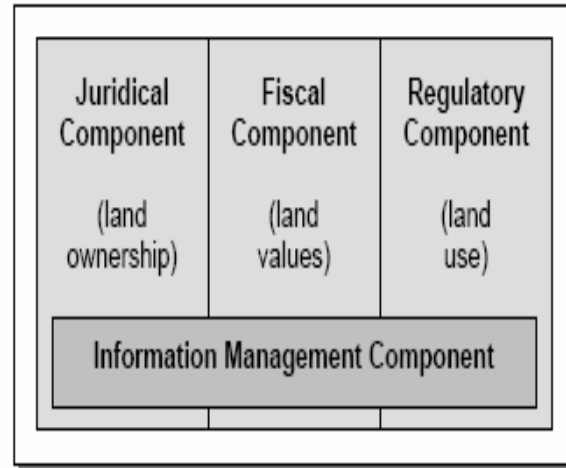 Juridical
Component
(land
ownership)
Fiscal
Component
(land
values)
Regulatory
Component
(land
use)
Information Management Component